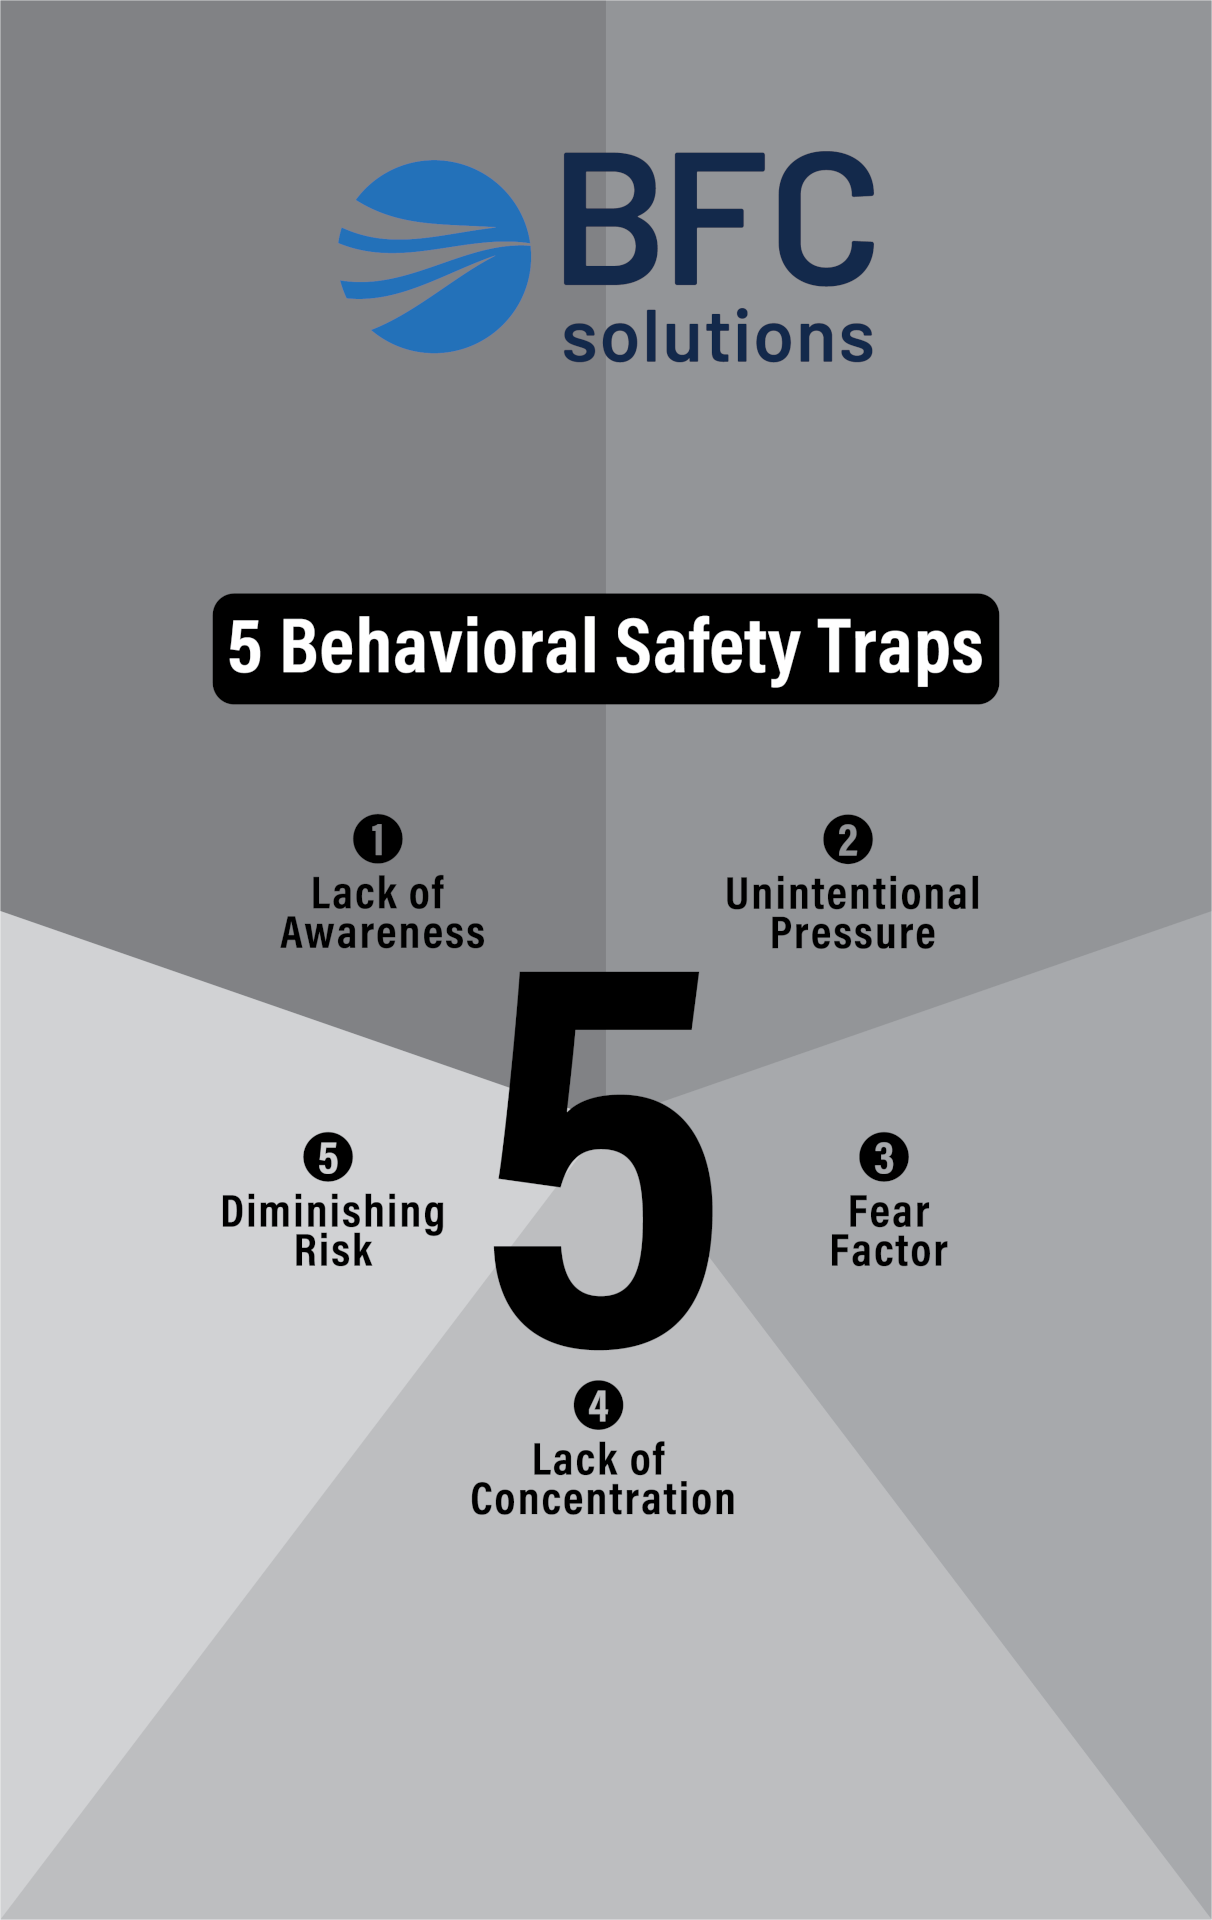 BFC
solutions
5 Behavioral Safety Traps
1
Lack of
Awareness
2
Unintentional
Pressure
5
3
Fear
Factor
4
Lack of
Concentration
5
Diminishing
Risk